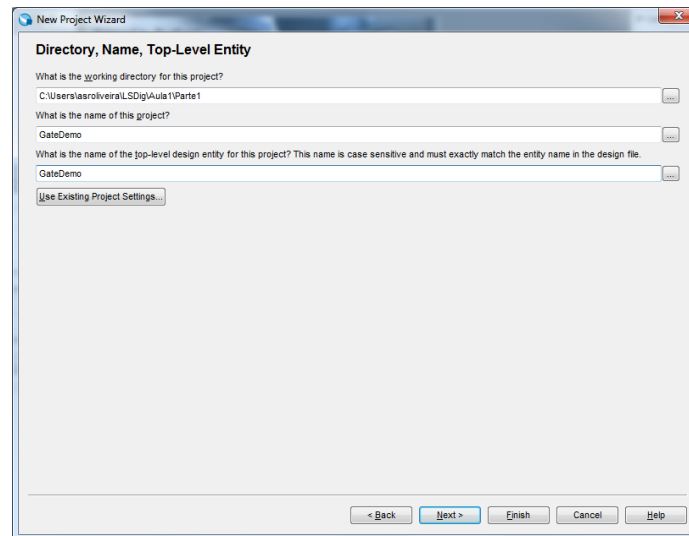 New Project Wizard
Directory, Name, Top-Level Entity
What is the working directory for this project?
C:\Users\asroliveira\LSDig\Aula1\Parte1
...
What is the name of this project?
GateDemo
...
What is the name of the top-level design entity for this project? This name is case sensitive and must exactly match the entity name in the design file.
GateDemo
...
Use Existing Project Settings...
< Back Next > Finish Cancel Help